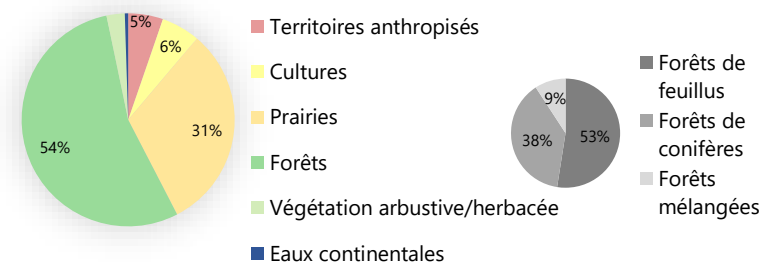 5%
6%
31%
54%
Territoires anthropisés
Cultures
Prairies
Forêts
Végétation arbustive/herbacée
Eaux continentales
9%
38%
53%
Forêts de
feuillus
Forêts de
conifères
Forêts
mélangées